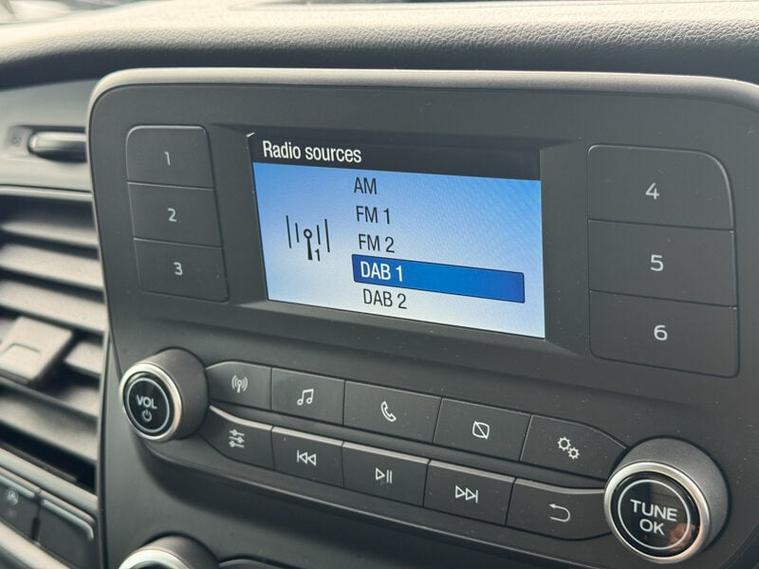 Radio sources
AM
FM 1
FM 2
DAB 1
DAB 2
1
1
2
3
4
5
6
VOL
TUNE
OK